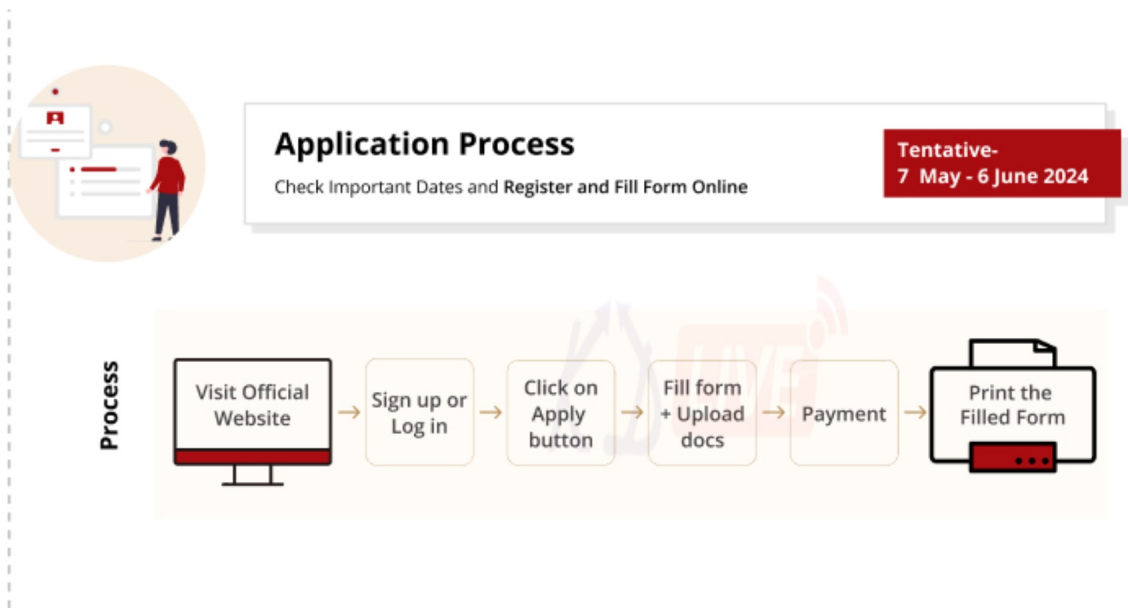 Application Process
Check Important Dates and Register and Fill Form Online
Tentative-
7 May - 6 June 2024
Process
Visit Official
Website
Sign up or
Log in
Click on
Apply
button
Fill form
+ Upload
docs
Payment
Print the
Filled Form
LIVE